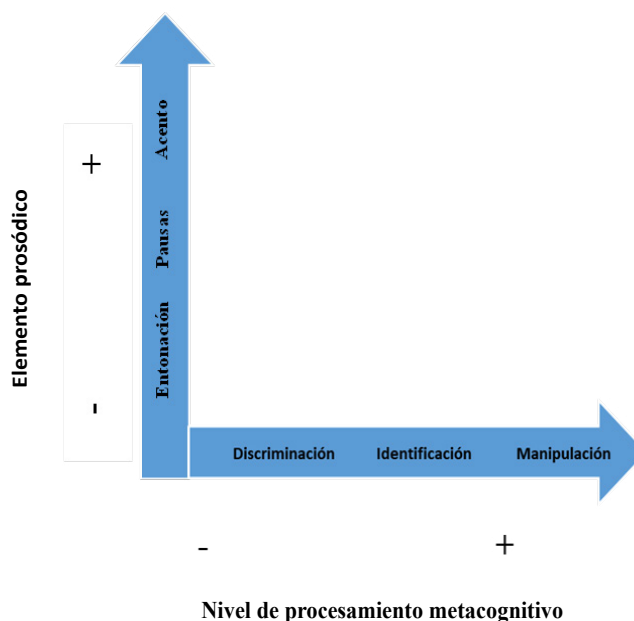 Elemento prosódico
+
-
Acento
Pausas
Entonación
Discriminación Identificación Manipulación
- +
Nivel de procesamiento metacognitivo